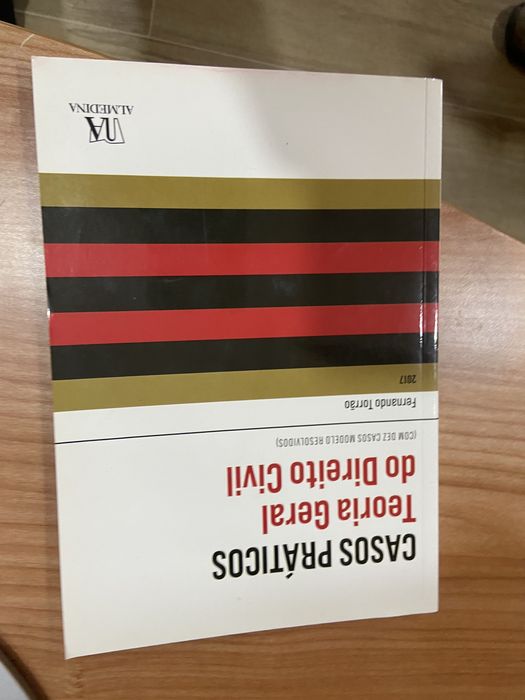 CASOS PRÁTICOS
Teoria Geral
do Direito Civil
(COM DEZ CASOS MODELO RESOLVIDOS)
Fernando Torrão
2017
ALMEDINA